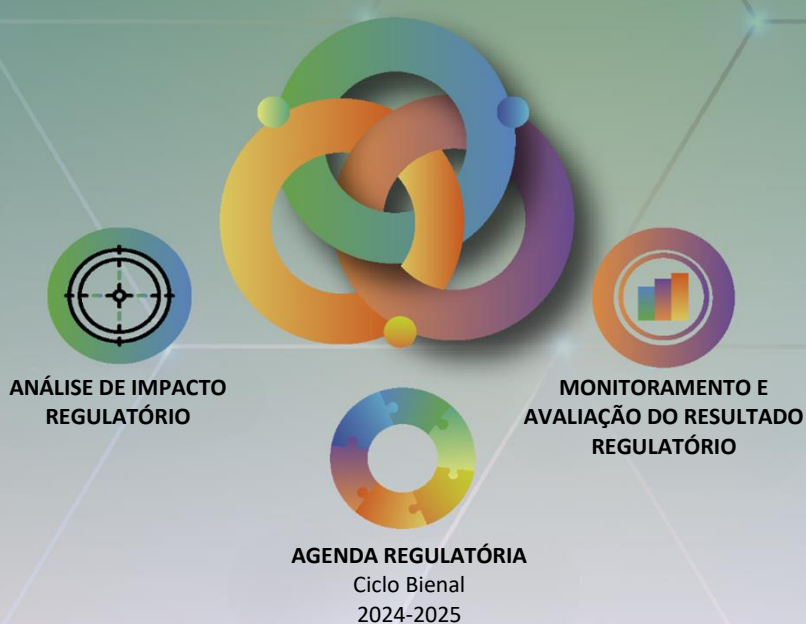 ANÁLISE DE IMPACTO
REGULATÓRIO
MONITORAMENTO E
AVALIAÇÃO DO RESULTADO
REGULATÓRIO
AGENDA REGULATÓRIA
Ciclo Bienal
2024-2025